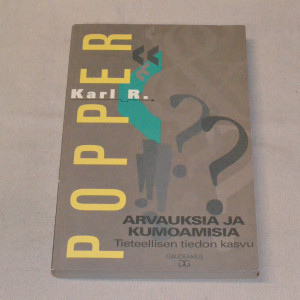 Karl R.
POPPER
ARVAUKSIA JA
KUMOAMISIA
Tieteellisen tiedon kasvu
GAUDEAMUS